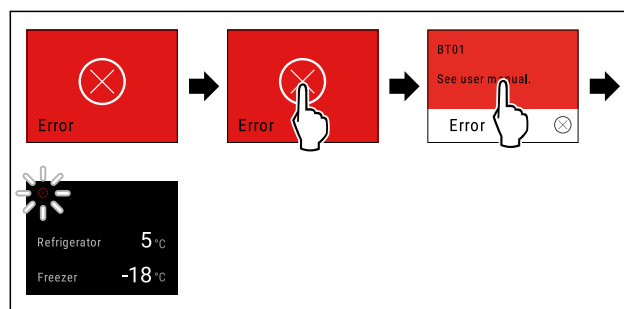 Error
Error
BT01
See user manual.
Error
Refrigerator 5 °C
Freezer -18 °C